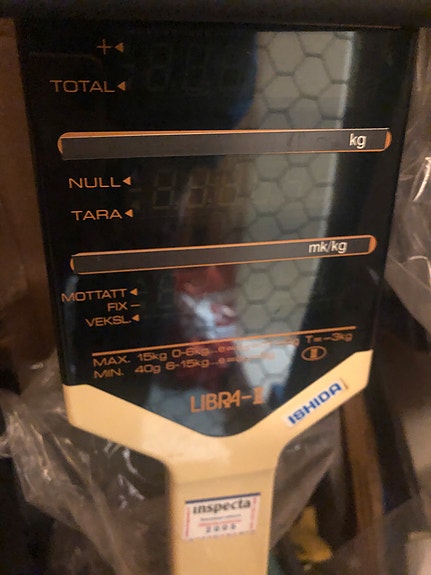 +◄
TOTAL◄
kg
NULL◄
TARA◄
mk/kg
MOTTATT◄
FIX –
VEKSL.◄
MAX. 15kg 0-6kg T=-3kg
MIN. 40g 6-15kg
LIBRA-II
ISHIDA
inspecta
2005